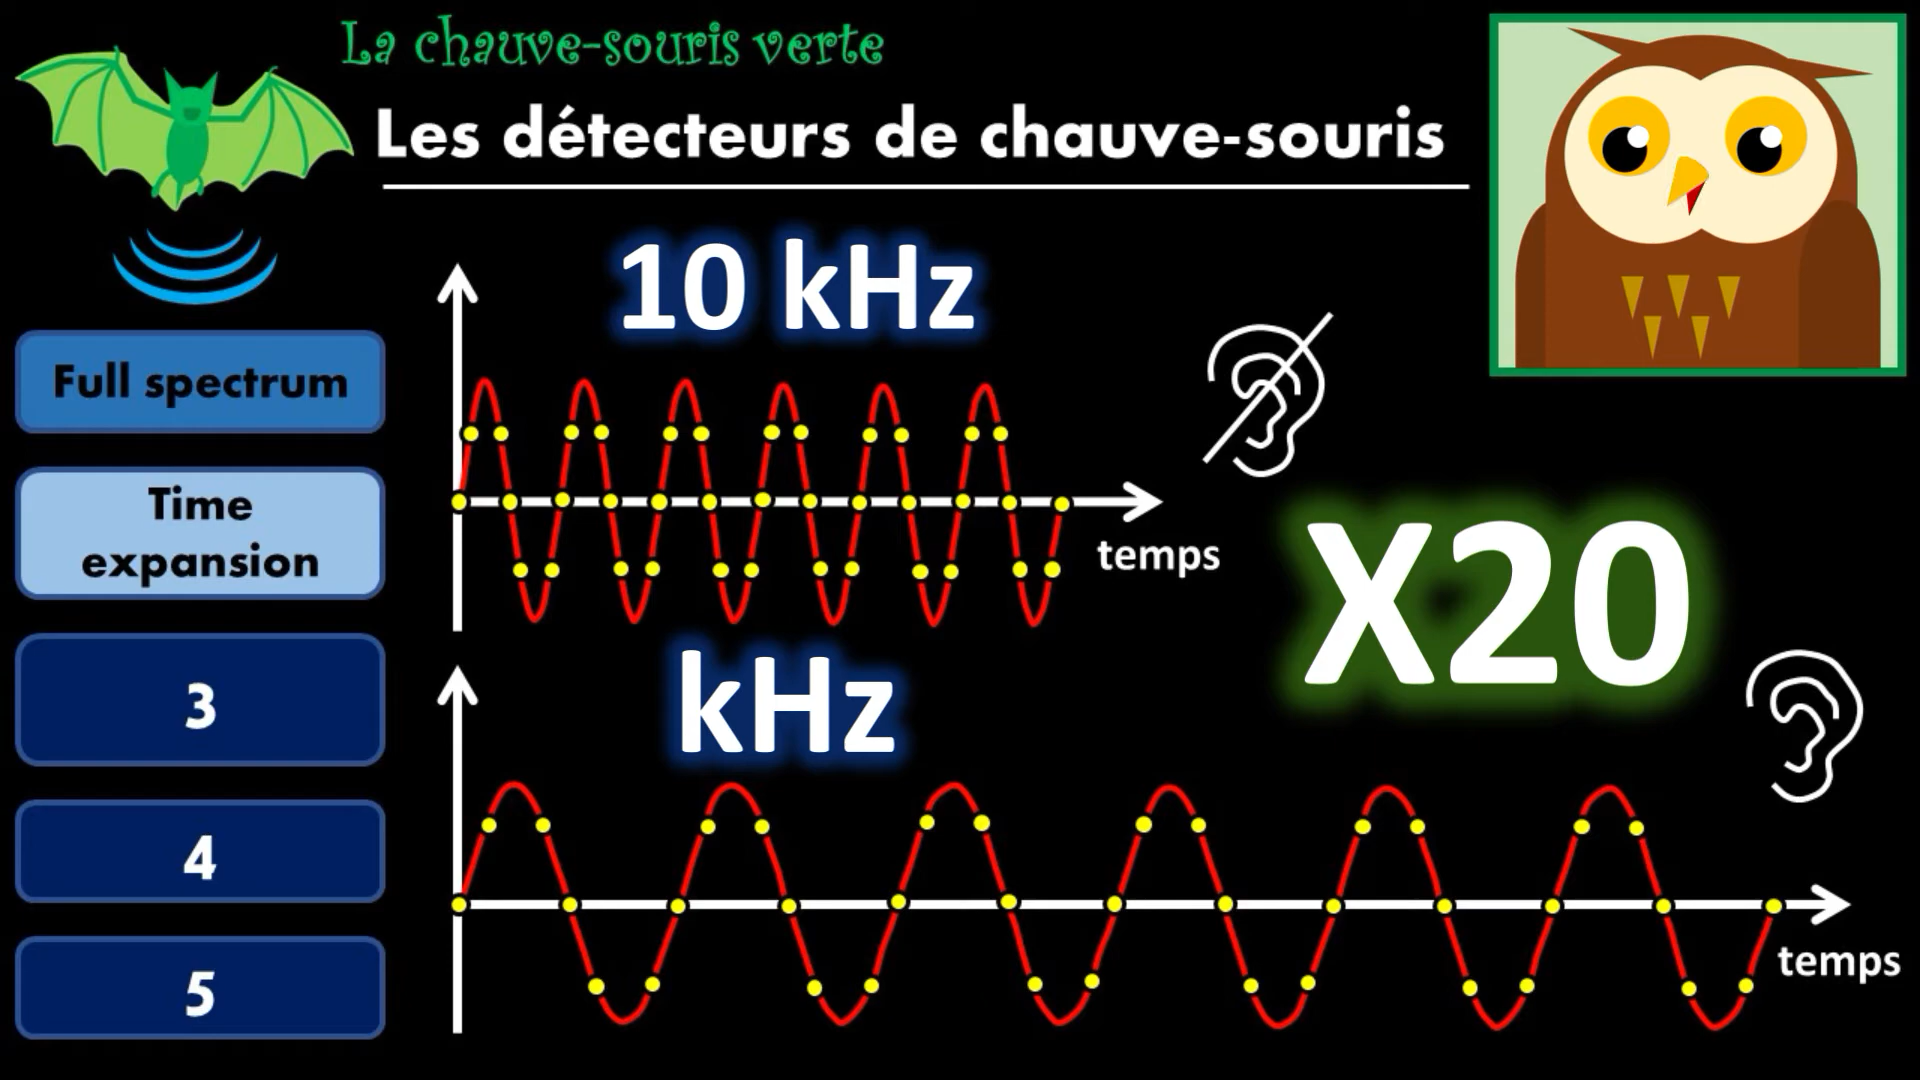 La chauve-souris verte
Les détecteurs de chauve-souris
10 kHz
Full spectrum
Time
expansion
temps
X20
3
kHz
4
temps
5